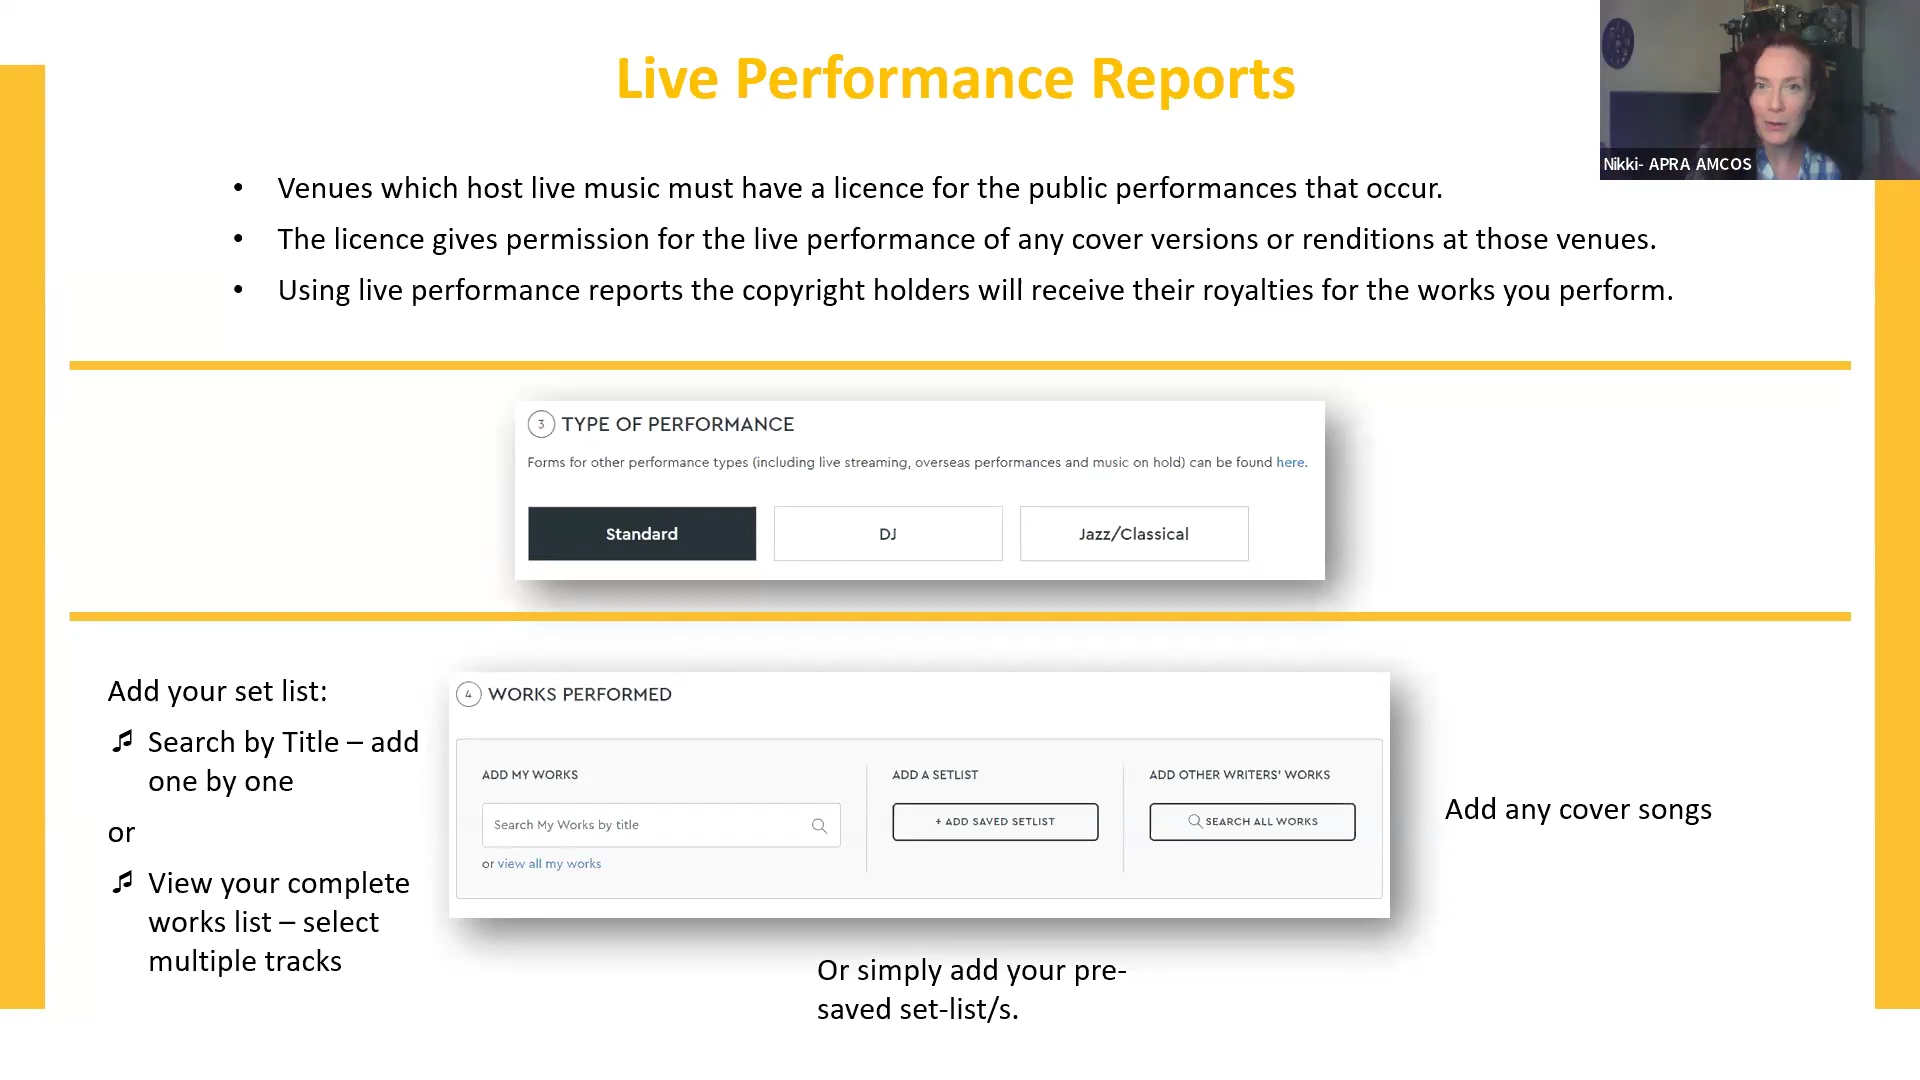 Live Performance Reports
Nikki- APRA AMCOS
• Venues which host live music must have a licence for the public performances that occur.
• The licence gives permission for the live performance of any cover versions or renditions at those venues.
• Using live performance reports the copyright holders will receive their royalties for the works you perform.
3 TYPE OF PERFORMANCE
Forms for other performance types (including live streaming, overseas performances and music on hold) can be found here.
Standard
DJ
Jazz/Classical
Add your set list:
Search by Title – add
one by one
or
View your complete
works list – select
multiple tracks
4 WORKS PERFORMED
ADD MY WORKS
Search My Works by title
or view all my works
ADD A SETLIST
+ ADD SAVED SETLIST
ADD OTHER WRITERS' WORKS
SEARCH ALL WORKS
Add any cover songs
Or simply add your pre-
saved set-list/s.